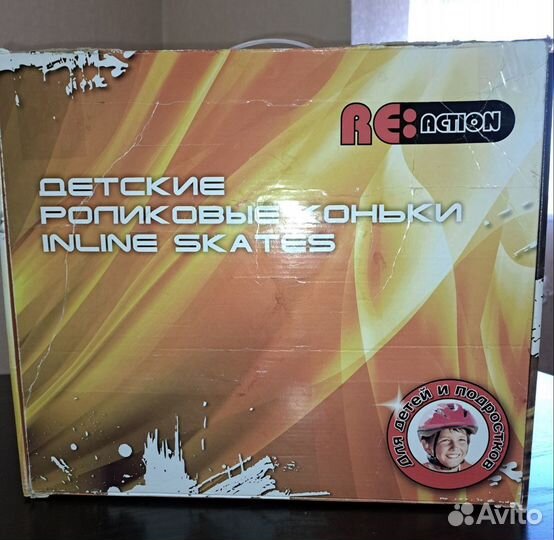 RE:ACTION
ДЕТСКИЕ
РОЛИКОВЫЕ КОНЬКИ
INLINE SKATES
Для детей и подростков
Avito